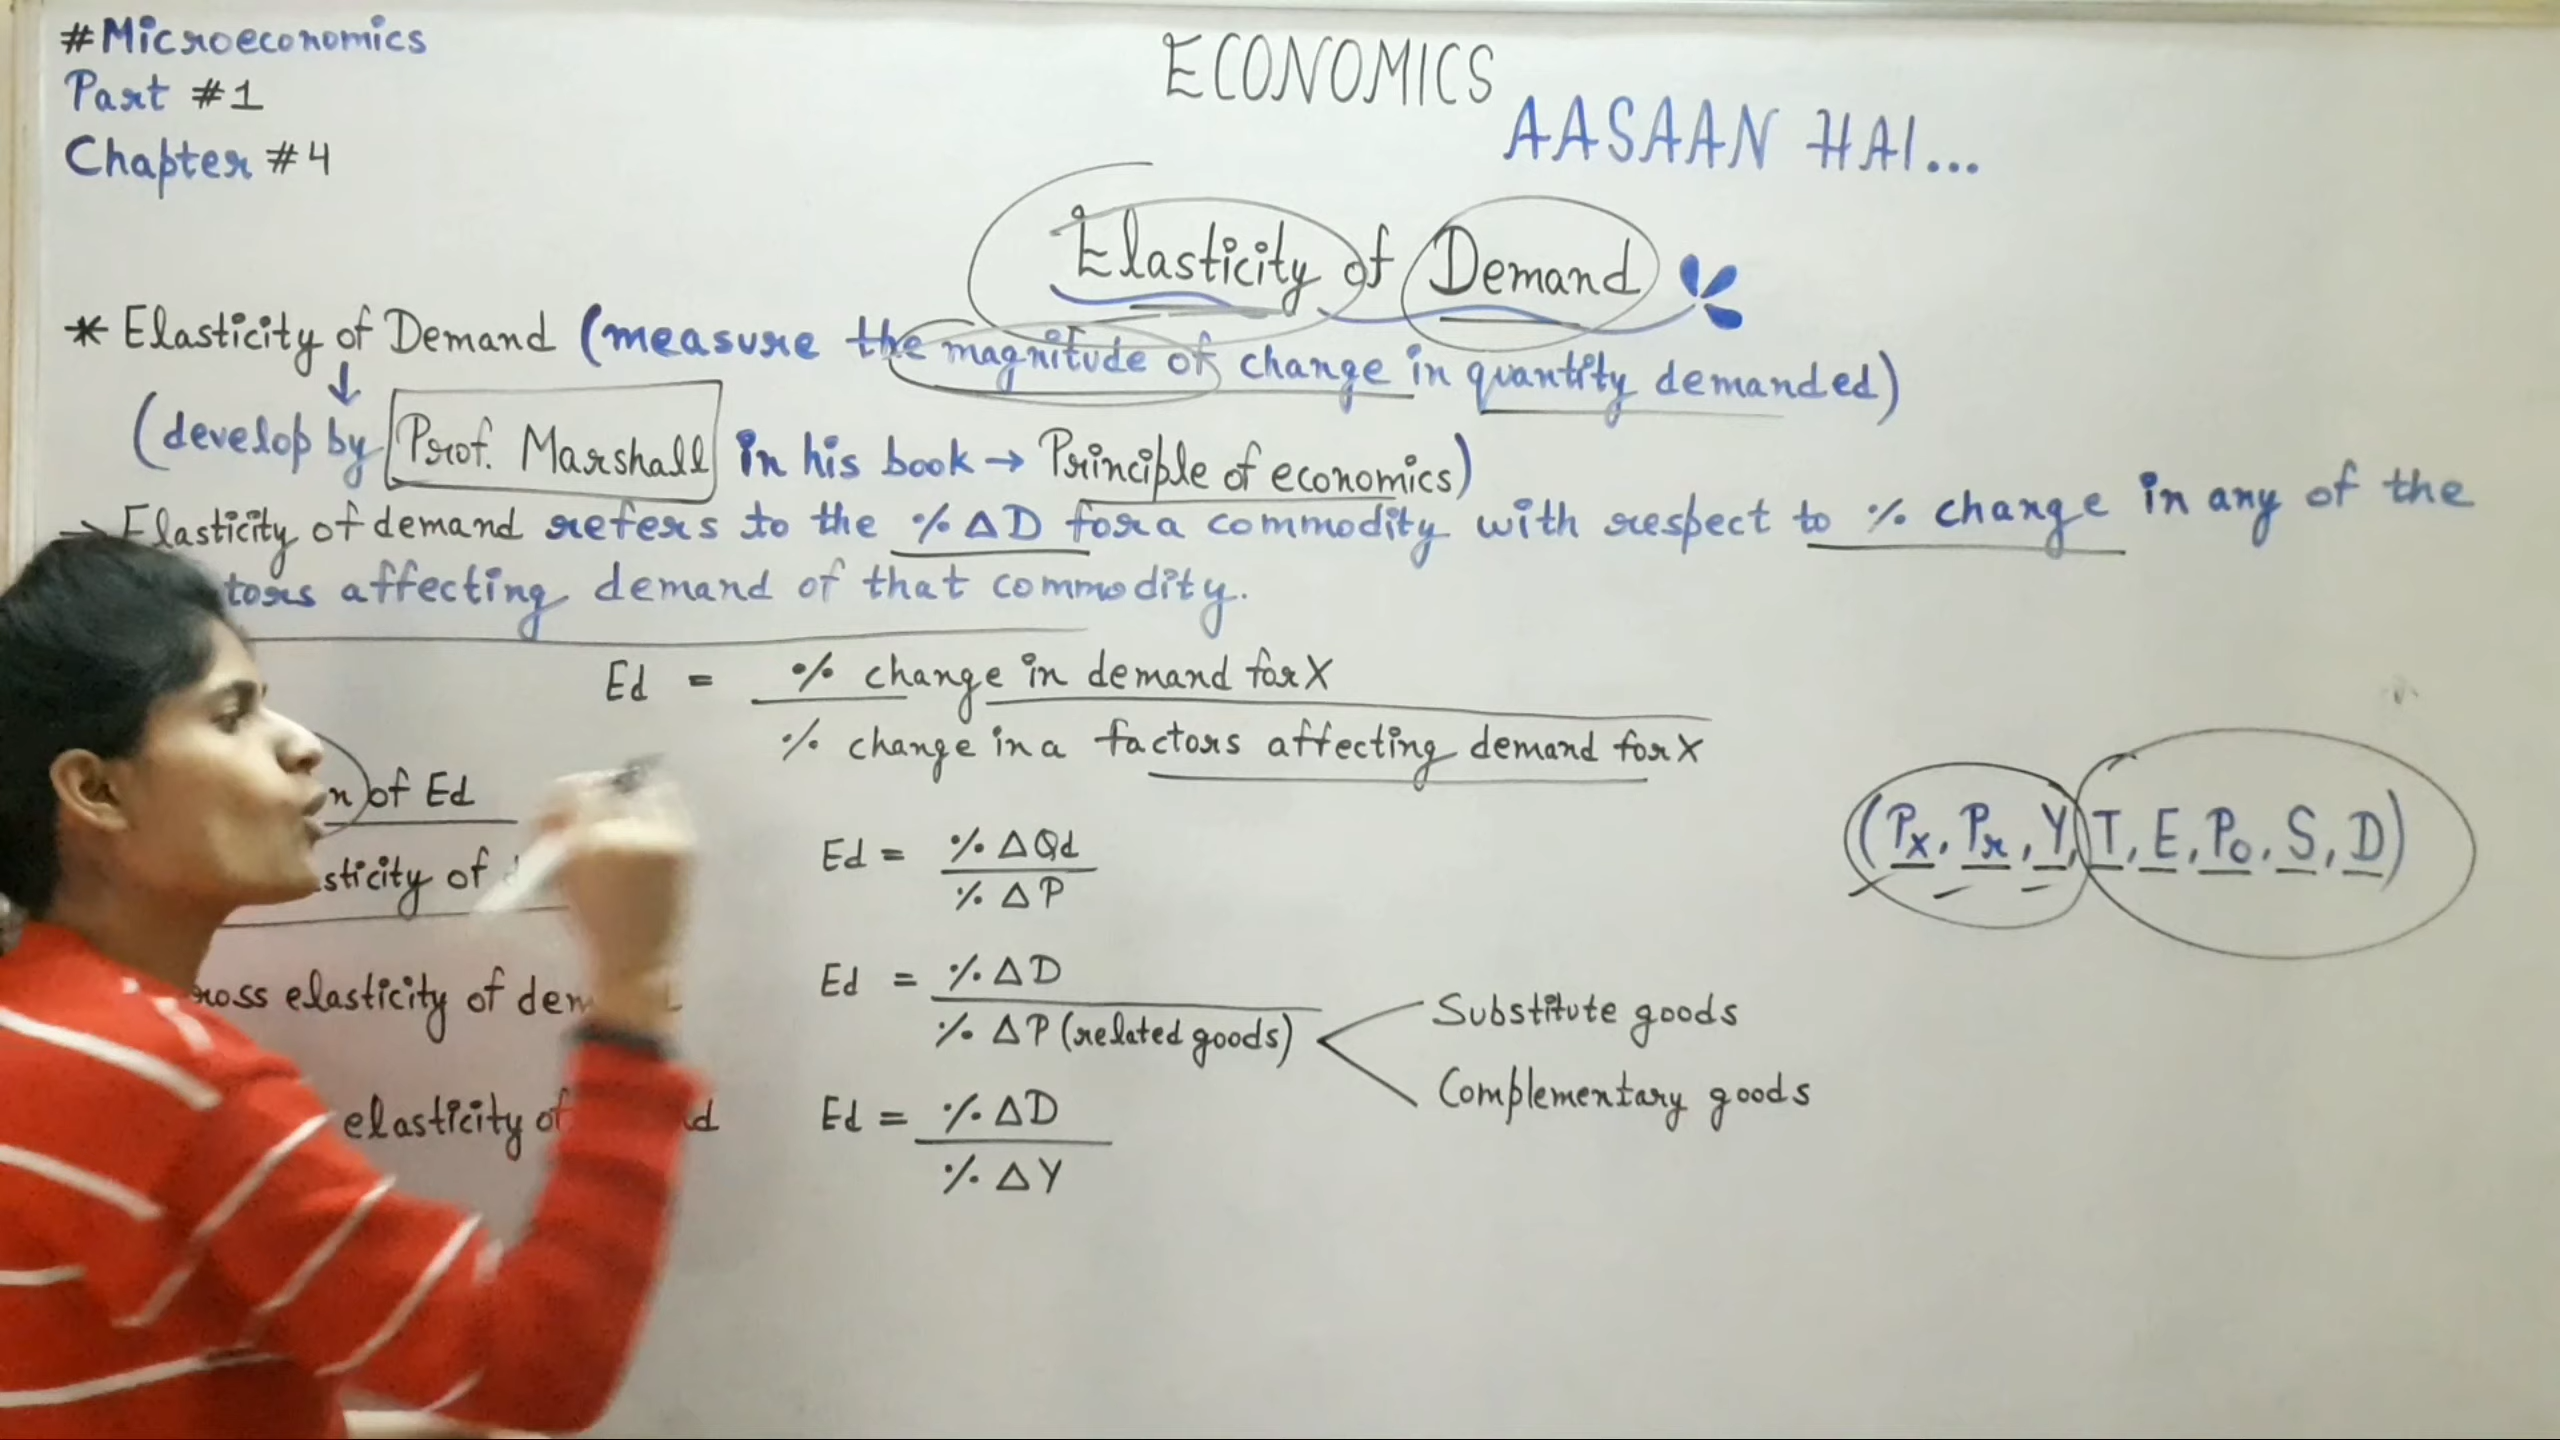 #Microeconomics
Part #1
Chapter #4
ECONOMICS
AASAAN HAI...
Elasticity of Demand
* Elasticity of Demand (measure the magnitude of change in quantity demanded)
↓
(develop by Prof. Marshall in his book → Principle of economics)
→ Elasticity of demand refers to the % ΔD for a commodity with respect to % change in any of the
tors affecting demand of that commodity.
Ed = % change in demand for X
% change in a factors affecting demand for X
n of Ed
sticity of
Ed = % ΔQd
% ΔP
(Px, Pr, Y, T, E, Po, S, D)
ross elasticity of dem
Ed = % ΔD
% ΔP (related goods)
Substitute goods
Complementary goods
elasticity of d
Ed = % ΔD
% ΔY